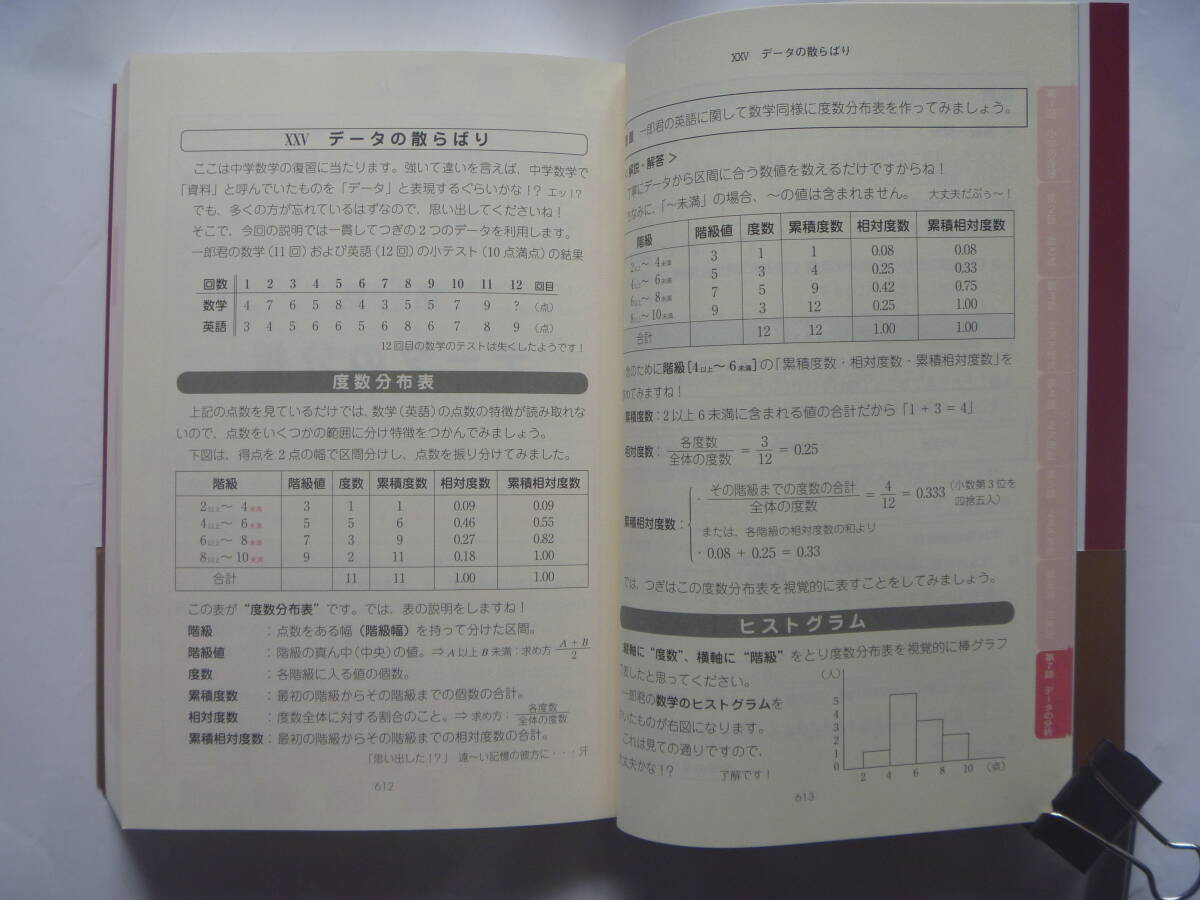 XXV データの散らばり
ここは中学数学の復習に当たります。強いて違いを言えば、中学数学で
「資料」と呼んでいたものを「データ」と表現するぐらいかな!? エッ!?
でも、多くの方が忘れているはずなので、思い出してくださいね!
そこで、今回の説明では一貫してつぎの2つのデータを利用します。
一郎君の数学(11回)および英語(12回)の小テスト(10点満点)の結果
回数 1 2 3 4 5 6 7 8 9 10 11 12 回目
数学 4 7 6 5 8 4 3 5 5 7 9 ? (点)
英語 3 4 5 6 6 5 6 8 6 7 8 9 (点)
12回目の数学のテストは失くしたようです!
度数分布表
上記の点数を見ているだけでは、数学(英語)の点数の特徴が読み取れな
いので、点数をいくつかの範囲に分け特徴をつかんでみましょう。
下図は、得点を2点の幅で区間分けし、点数を振り分けてみました。
階級 階級値 度数 累積度数 相対度数 累積相対度数
2以上〜 4未満 3 1 1 0.09 0.09
4以上〜 6未満 5 5 6 0.46 0.55
6以上〜 8未満 7 3 9 0.27 0.82
8以上〜10未満 9 2 11 0.18 1.00
合計 11 11 1.00 1.00
この表が“度数分布表”です。では、表の説明をしますね!
階級 :点数をある幅(階級幅)を持って分けた区間。
階級値 :階級の真ん中(中央)の値。⇒ A以上B未満:求め方 A+B/2
度数 :各階級に入る値の個数。
累積度数 :最初の階級からその階級までの個数の合計。
相対度数 :度数全体に対する割合のこと。⇒ 求め方:各度数/全体の度数
累積相対度数:最初の階級からその階級までの相対度数の合計。
「思い出した!?」 遠〜い記憶の彼方に・・・汗
612
XXV データの散らばり
題 一郎君の英語に関して数学同様に度数分布表を作ってみましょう。
解説・解答 >
丁寧にデータから区間に合う数値を数えるだけですからね!
なみに、「〜未満」の場合、〜の値は含まれません。 大丈夫だぶぅ〜!
階級 階級値 度数 累積度数 相対度数 累積相対度数
2以上〜 4未満 3 1 1 0.08 0.08
4以上〜 6未満 5 3 4 0.25 0.33
6以上〜 8未満 7 5 9 0.42 0.75
8以上〜10未満 9 3 12 0.25 1.00
合計 12 12 1.00 1.00
のために階級[4以上〜6未満]の「累積度数・相対度数・累積相対度数」を
めてみますね!
累積度数:2以上6未満に含まれる値の合計だから「1+3=4」
相対度数:各度数/全体の度数 = 3/12 = 0.25
累積相対度数:・その階級までの度数の合計/全体の度数 = 4/12 = 0.333 (小数第3位を四捨五入)
または、各階級の相対度数の和より
・0.08 + 0.25 = 0.33
では、つぎはこの度数分布表を視覚的に表すことをしてみましょう。
ヒストグラム
縦軸に“度数”、横軸に“階級”をとり度数分布表を視覚的に棒グラフ
表したと思ってください。
一郎君の数学のヒストグラムを
いたものが右図になります。
これは見ての通りですので、
大丈夫かな!? 了解です!
(人)
5
4
3
2
1
0
2 4 6 8 10 (点)
613
第7話 データの分析